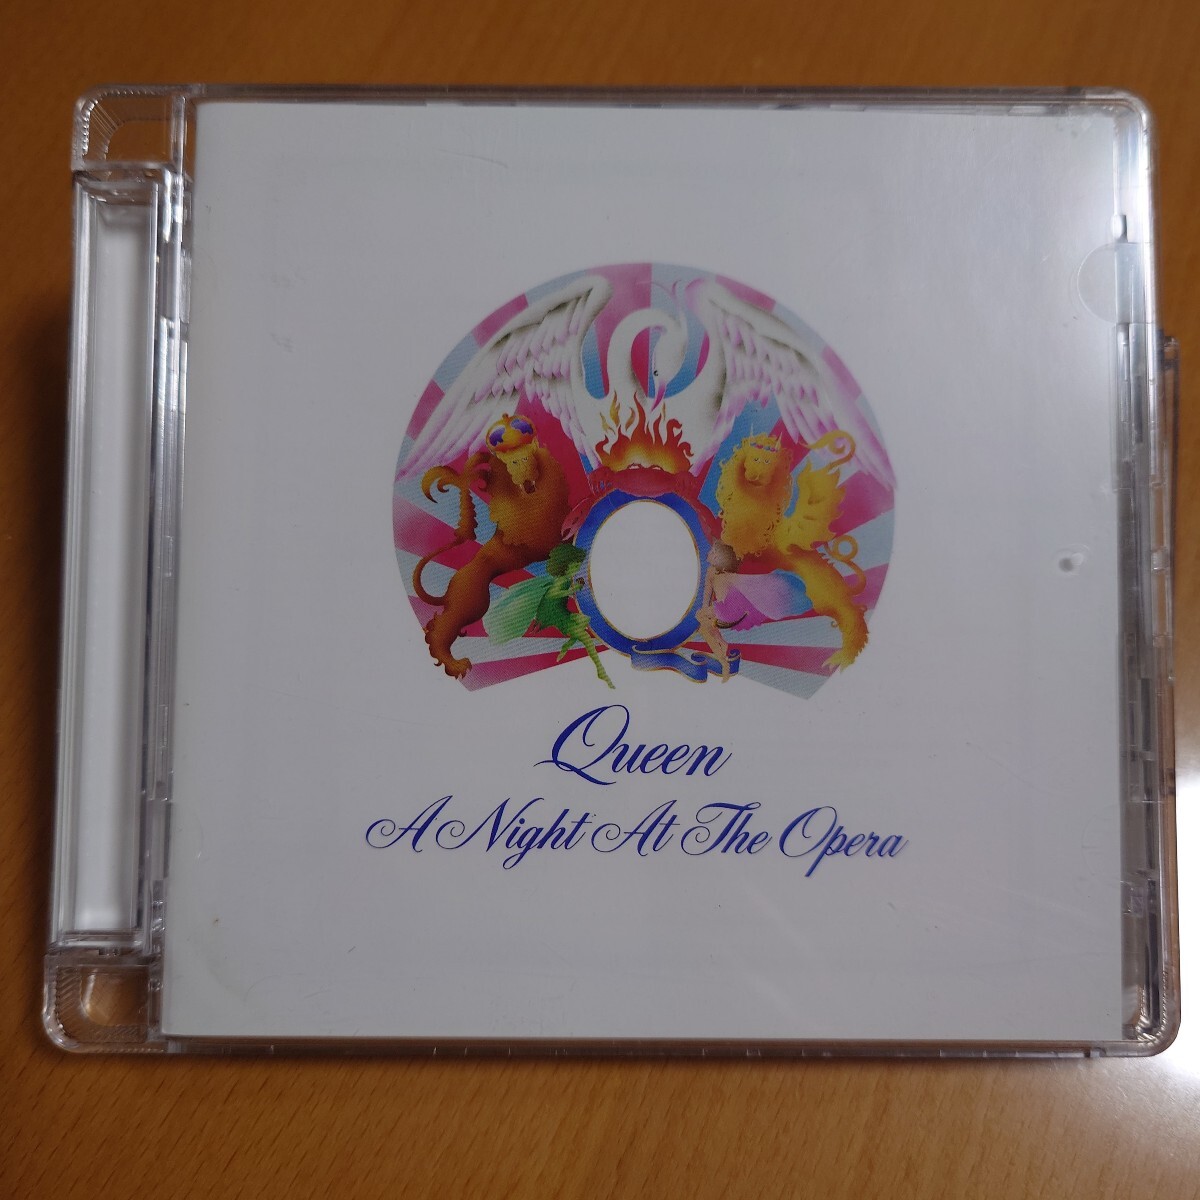 Queen
A Night At The Opera